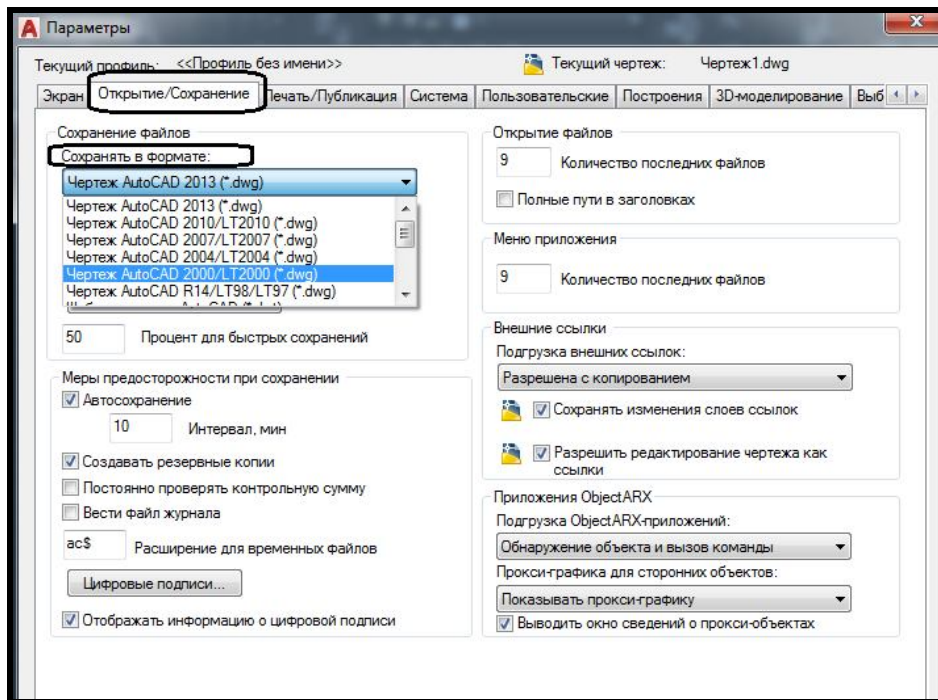 Параметры
Текущий профиль: <<Профиль без имени>>
Текущий чертеж: Чертеж1.dwg
Экран Открытие/Сохранение Печать/Публикация Система Пользовательские Построения 3D-моделирование Выб
Сохранение файлов
Сохранять в формате:
Чертеж AutoCAD 2013 (*.dwg)
Чертеж AutoCAD 2013 (*.dwg)
Чертеж AutoCAD 2010/LT2010 (*.dwg)
Чертеж AutoCAD 2007/LT2007 (*.dwg)
Чертеж AutoCAD 2004/LT2004 (*.dwg)
Чертеж AutoCAD 2000/LT2000 (*.dwg)
Чертеж AutoCAD R14/LT98/LT97 (*.dwg)
50 Процент для быстрых сохранений
Меры предосторожности при сохранении
Автосохранение
10 Интервал, мин
Создавать резервные копии
Постоянно проверять контрольную сумму
Вести файл журнала
ac$ Расширение для временных файлов
Цифровые подписи...
Отображать информацию о цифровой подписи
Открытие файлов
9 Количество последних файлов
Полные пути в заголовках
Меню приложения
9 Количество последних файлов
Внешние ссылки
Подгрузка внешних ссылок:
Разрешена с копированием
Сохранять изменения слоев ссылок
Разрешить редактирование чертежа как
ссылки
Приложения ObjectARX
Подгрузка ObjectARX-приложений:
Обнаружение объекта и вызов команды
Прокси-графика для сторонних объектов:
Показывать прокси-графику
Выводить окно сведений о прокси-объектах